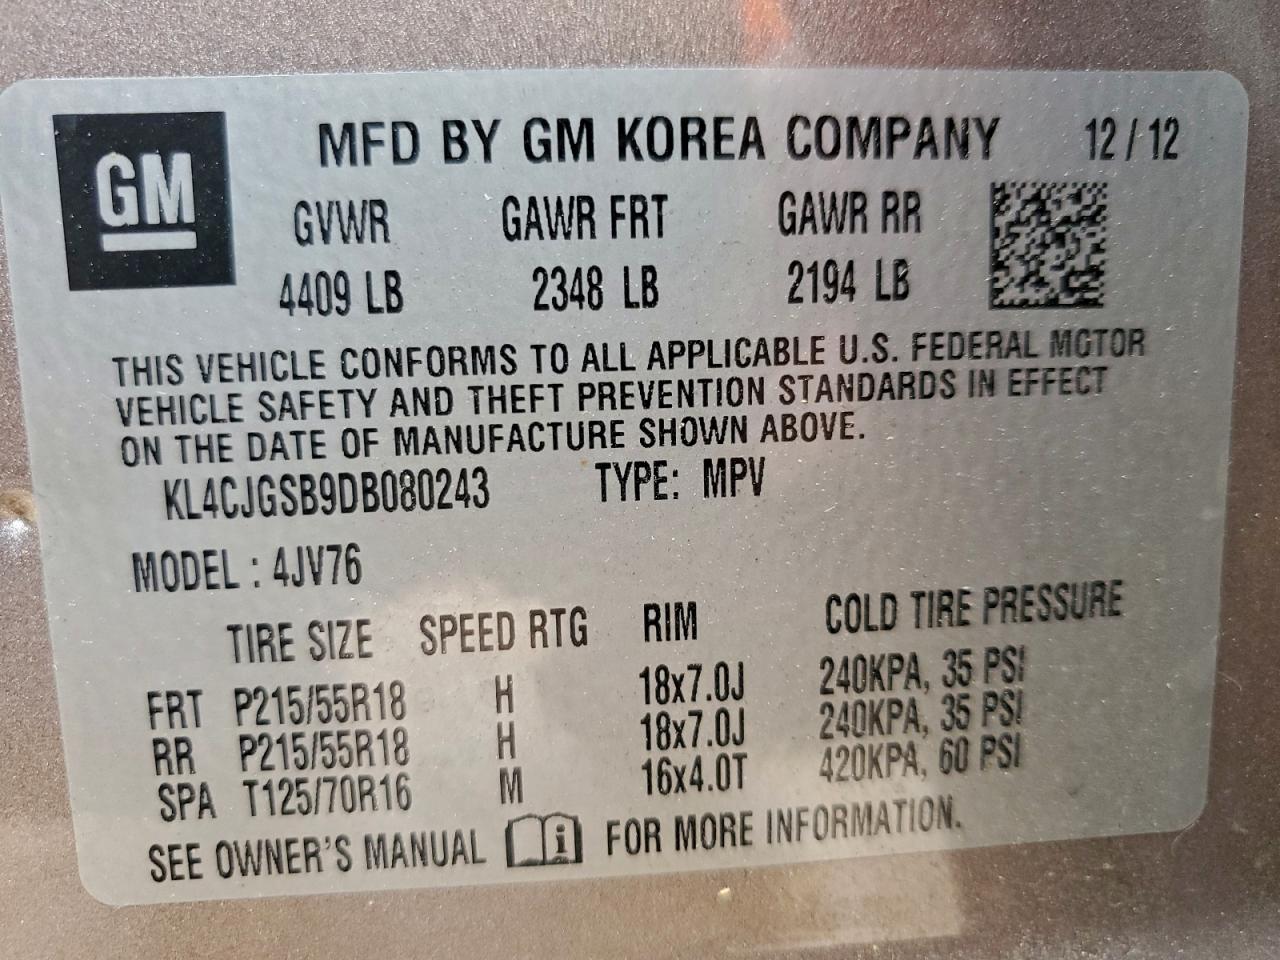 GM
MFD BY GM KOREA COMPANY 12/12
GVWR GAWR FRT GAWR RR
4409 LB 2348 LB 2194 LB
THIS VEHICLE CONFORMS TO ALL APPLICABLE U.S. FEDERAL MOTOR
VEHICLE SAFETY AND THEFT PREVENTION STANDARDS IN EFFECT
ON THE DATE OF MANUFACTURE SHOWN ABOVE.
KL4CJGSB9DB080243 TYPE: MPV
MODEL : 4JV76
TIRE SIZE SPEED RTG RIM COLD TIRE PRESSURE
FRT P215/55R18 H 18x7.0J 240KPA, 35 PSI
RR P215/55R18 H 18x7.0J 240KPA, 35 PSI
SPA T125/70R16 M 16x4.0T 420KPA, 60 PSI
SEE OWNER'S MANUAL i FOR MORE INFORMATION.